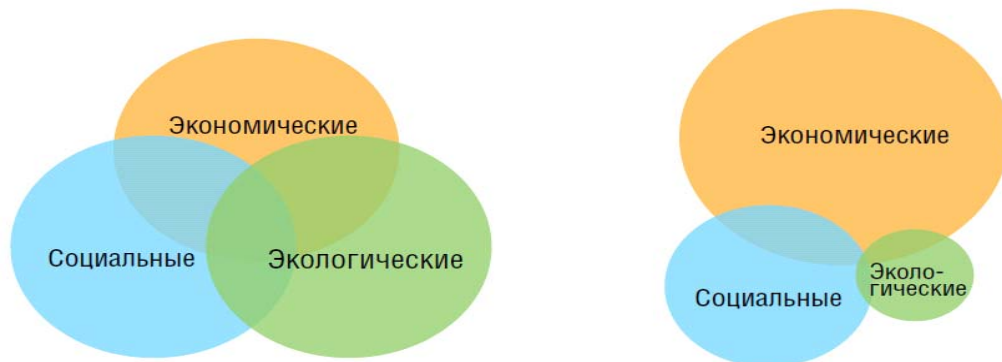 Экономические
Социальные
Экологические
Экономические
Социальные
Эколо-
гические